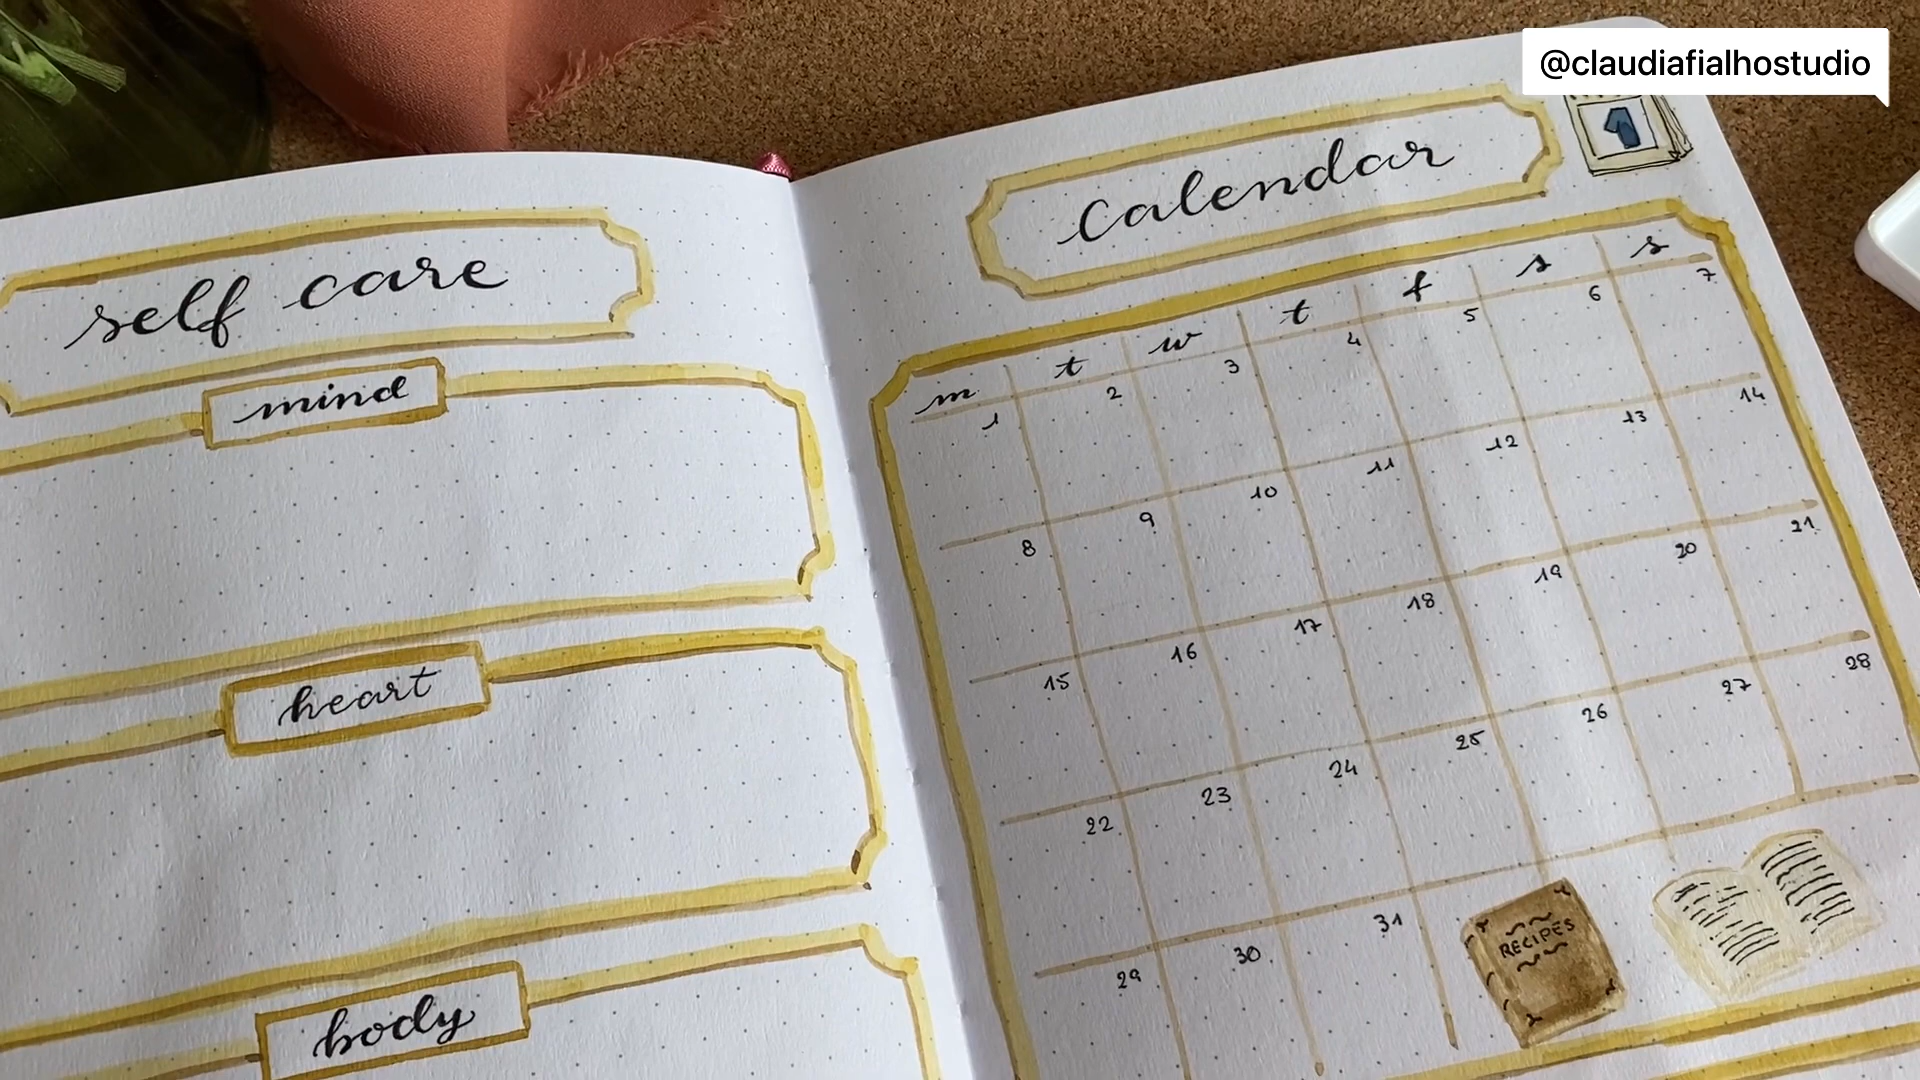 @claudiafialhostudio
self care
mind
heart
body
calendar
1
m t w t f s s
1 2 3 4 5 6 7
8 9 10 11 12 13 14
15 16 17 18 19 20 21
22 23 24 25 26 27 28
29 30 31
RECIPES